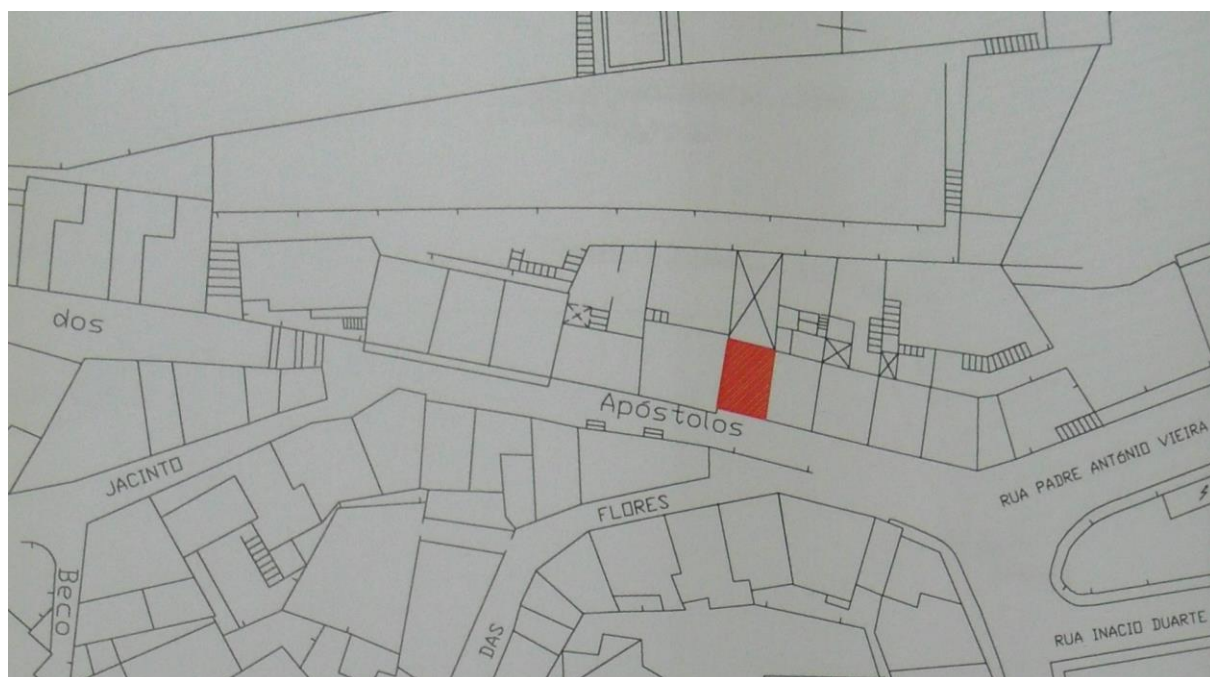 dos
Apóstolos
JACINTO
FLORES
RUA PADRE ANTÓNIO VIEIRA
Beco
DAS
RUA INACIO DUARTE